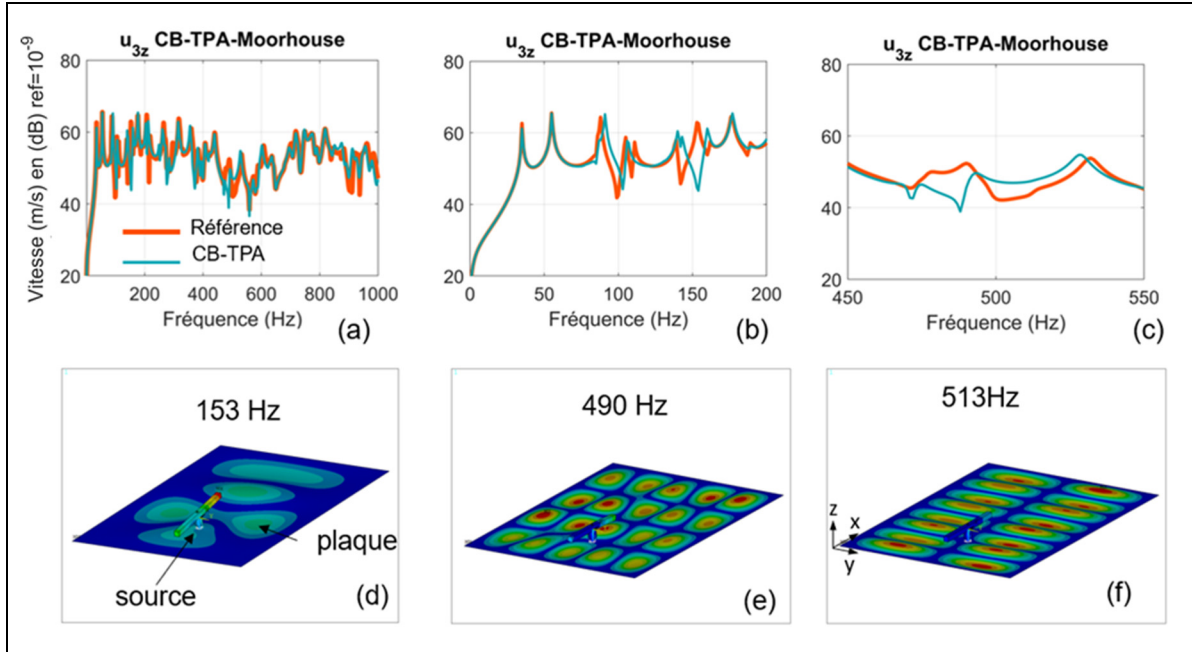 u3z CB-TPA-Moorhouse
Vitesse (m/s) en (dB) ref=10-9
80
60
40
20
200
400
600
800
1000
Référence
CB-TPA
Fréquence (Hz)
(a)
u3z CB-TPA-Moorhouse
80
60
40
20
0
50
100
150
200
Fréquence (Hz)
(b)
u3z CB-TPA-Moorhouse
80
60
40
20
450
500
550
Fréquence (Hz)
(c)
153 Hz
plaque
source
(d)
490 Hz
(e)
513Hz
z
x
y
(f)